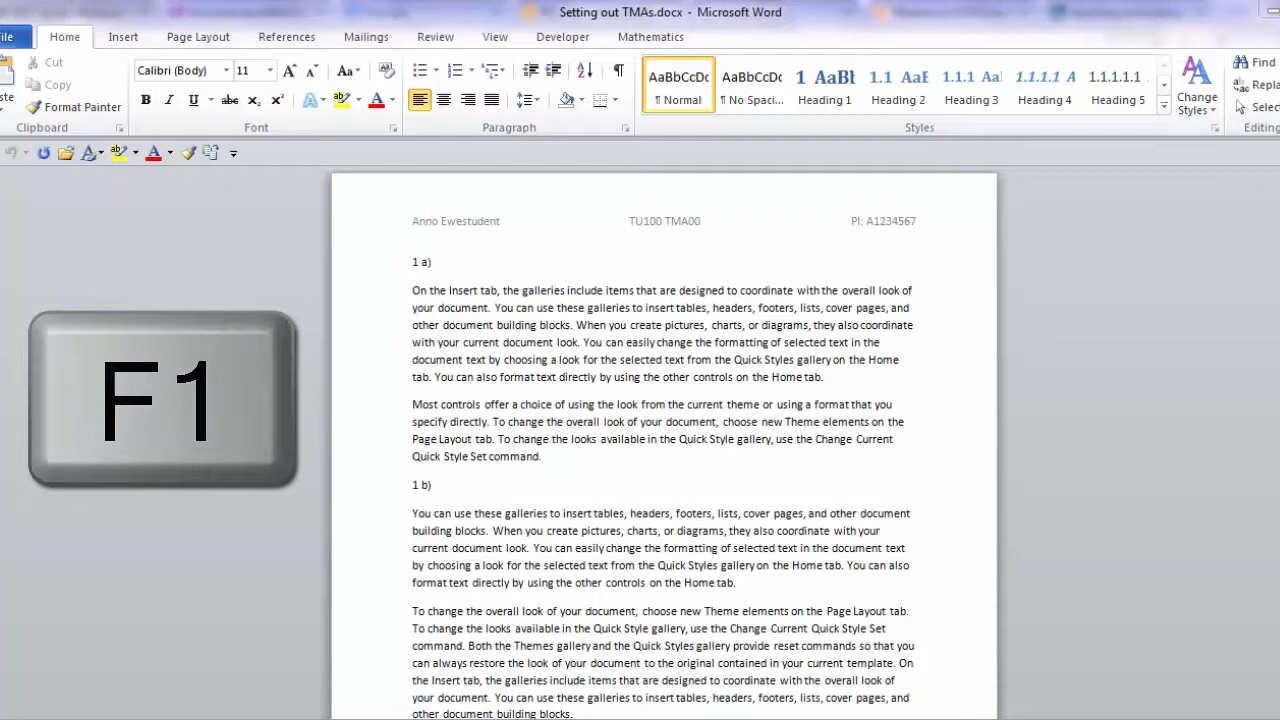 Setting out TMAs.docx - Microsoft Word
File Home Insert Page Layout References Mailings Review View Developer Mathematics
Cut
Copy
Format Painter
Clipboard
Calibri (Body) 11
Font
Paragraph
AaBbCcDc AaBbCcDc 1 AaBb 1.1 AaB 1.1.1 Aa 1.1.1.1 A 1.1.1.1.1
¶ Normal ¶ No Spaci... Heading 1 Heading 2 Heading 3 Heading 4 Heading 5
Styles
Change
Styles
Find
Repla
Selec
Editing
Anno Ewestudent TU100 TMA00 PI: A1234567
1 a)
On the Insert tab, the galleries include items that are designed to coordinate with the overall look of
your document. You can use these galleries to insert tables, headers, footers, lists, cover pages, and
other document building blocks. When you create pictures, charts, or diagrams, they also coordinate
with your current document look. You can easily change the formatting of selected text in the
document text by choosing a look for the selected text from the Quick Styles gallery on the Home
tab. You can also format text directly by using the other controls on the Home tab.
Most controls offer a choice of using the look from the current theme or using a format that you
specify directly. To change the overall look of your document, choose new Theme elements on the
Page Layout tab. To change the looks available in the Quick Style gallery, use the Change Current
Quick Style Set command.
1 b)
You can use these galleries to insert tables, headers, footers, lists, cover pages, and other document
building blocks. When you create pictures, charts, or diagrams, they also coordinate with your
current document look. You can easily change the formatting of selected text in the document text
by choosing a look for the selected text from the Quick Styles gallery on the Home tab. You can also
format text directly by using the other controls on the Home tab.
To change the overall look of your document, choose new Theme elements on the Page Layout tab.
To change the looks available in the Quick Style gallery, use the Change Current Quick Style Set
command. Both the Themes gallery and the Quick Styles gallery provide reset commands so that you
can always restore the look of your document to the original contained in your current template. On
the Insert tab, the galleries include items that are designed to coordinate with the overall look of
your document. You can use these galleries to insert tables, headers, footers, lists, cover pages, and
other document building blocks.
F1